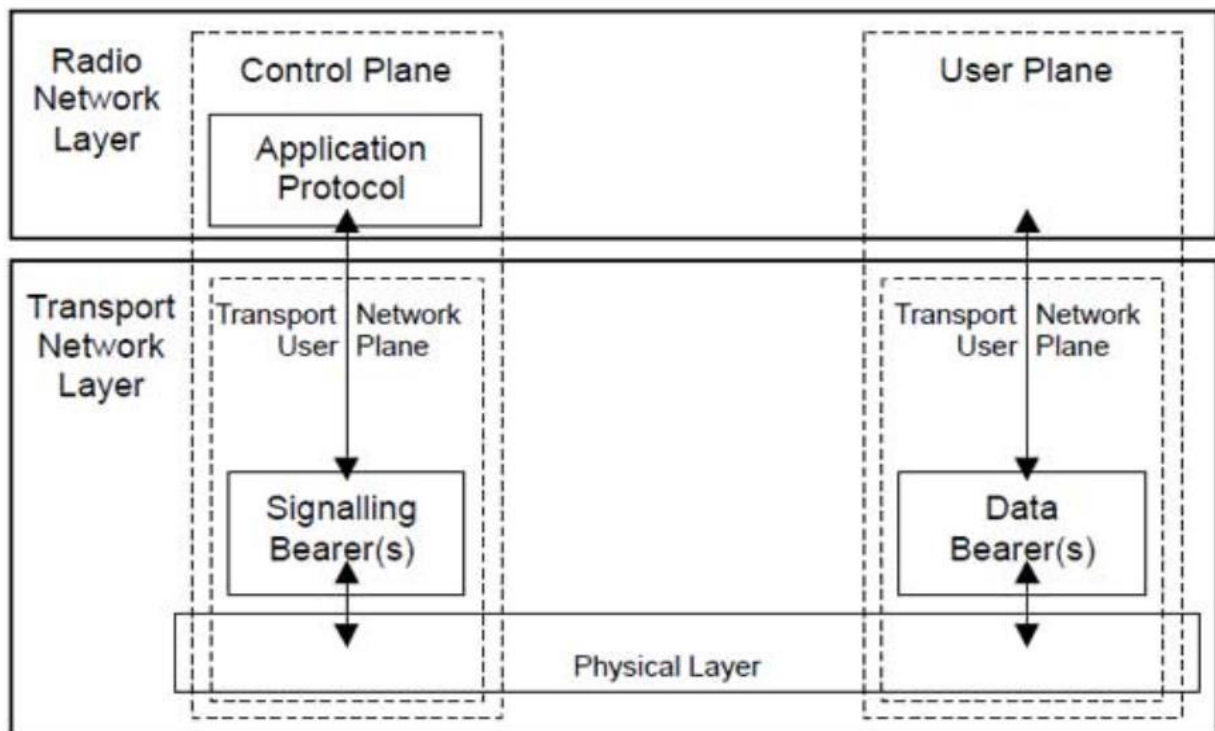 Radio
Network
Layer
Control Plane
User Plane
Application
Protocol
Transport
Network
Layer
Transport Network
User Plane
Transport Network
User Plane
Signalling
Bearer(s)
Data
Bearer(s)
Physical Layer